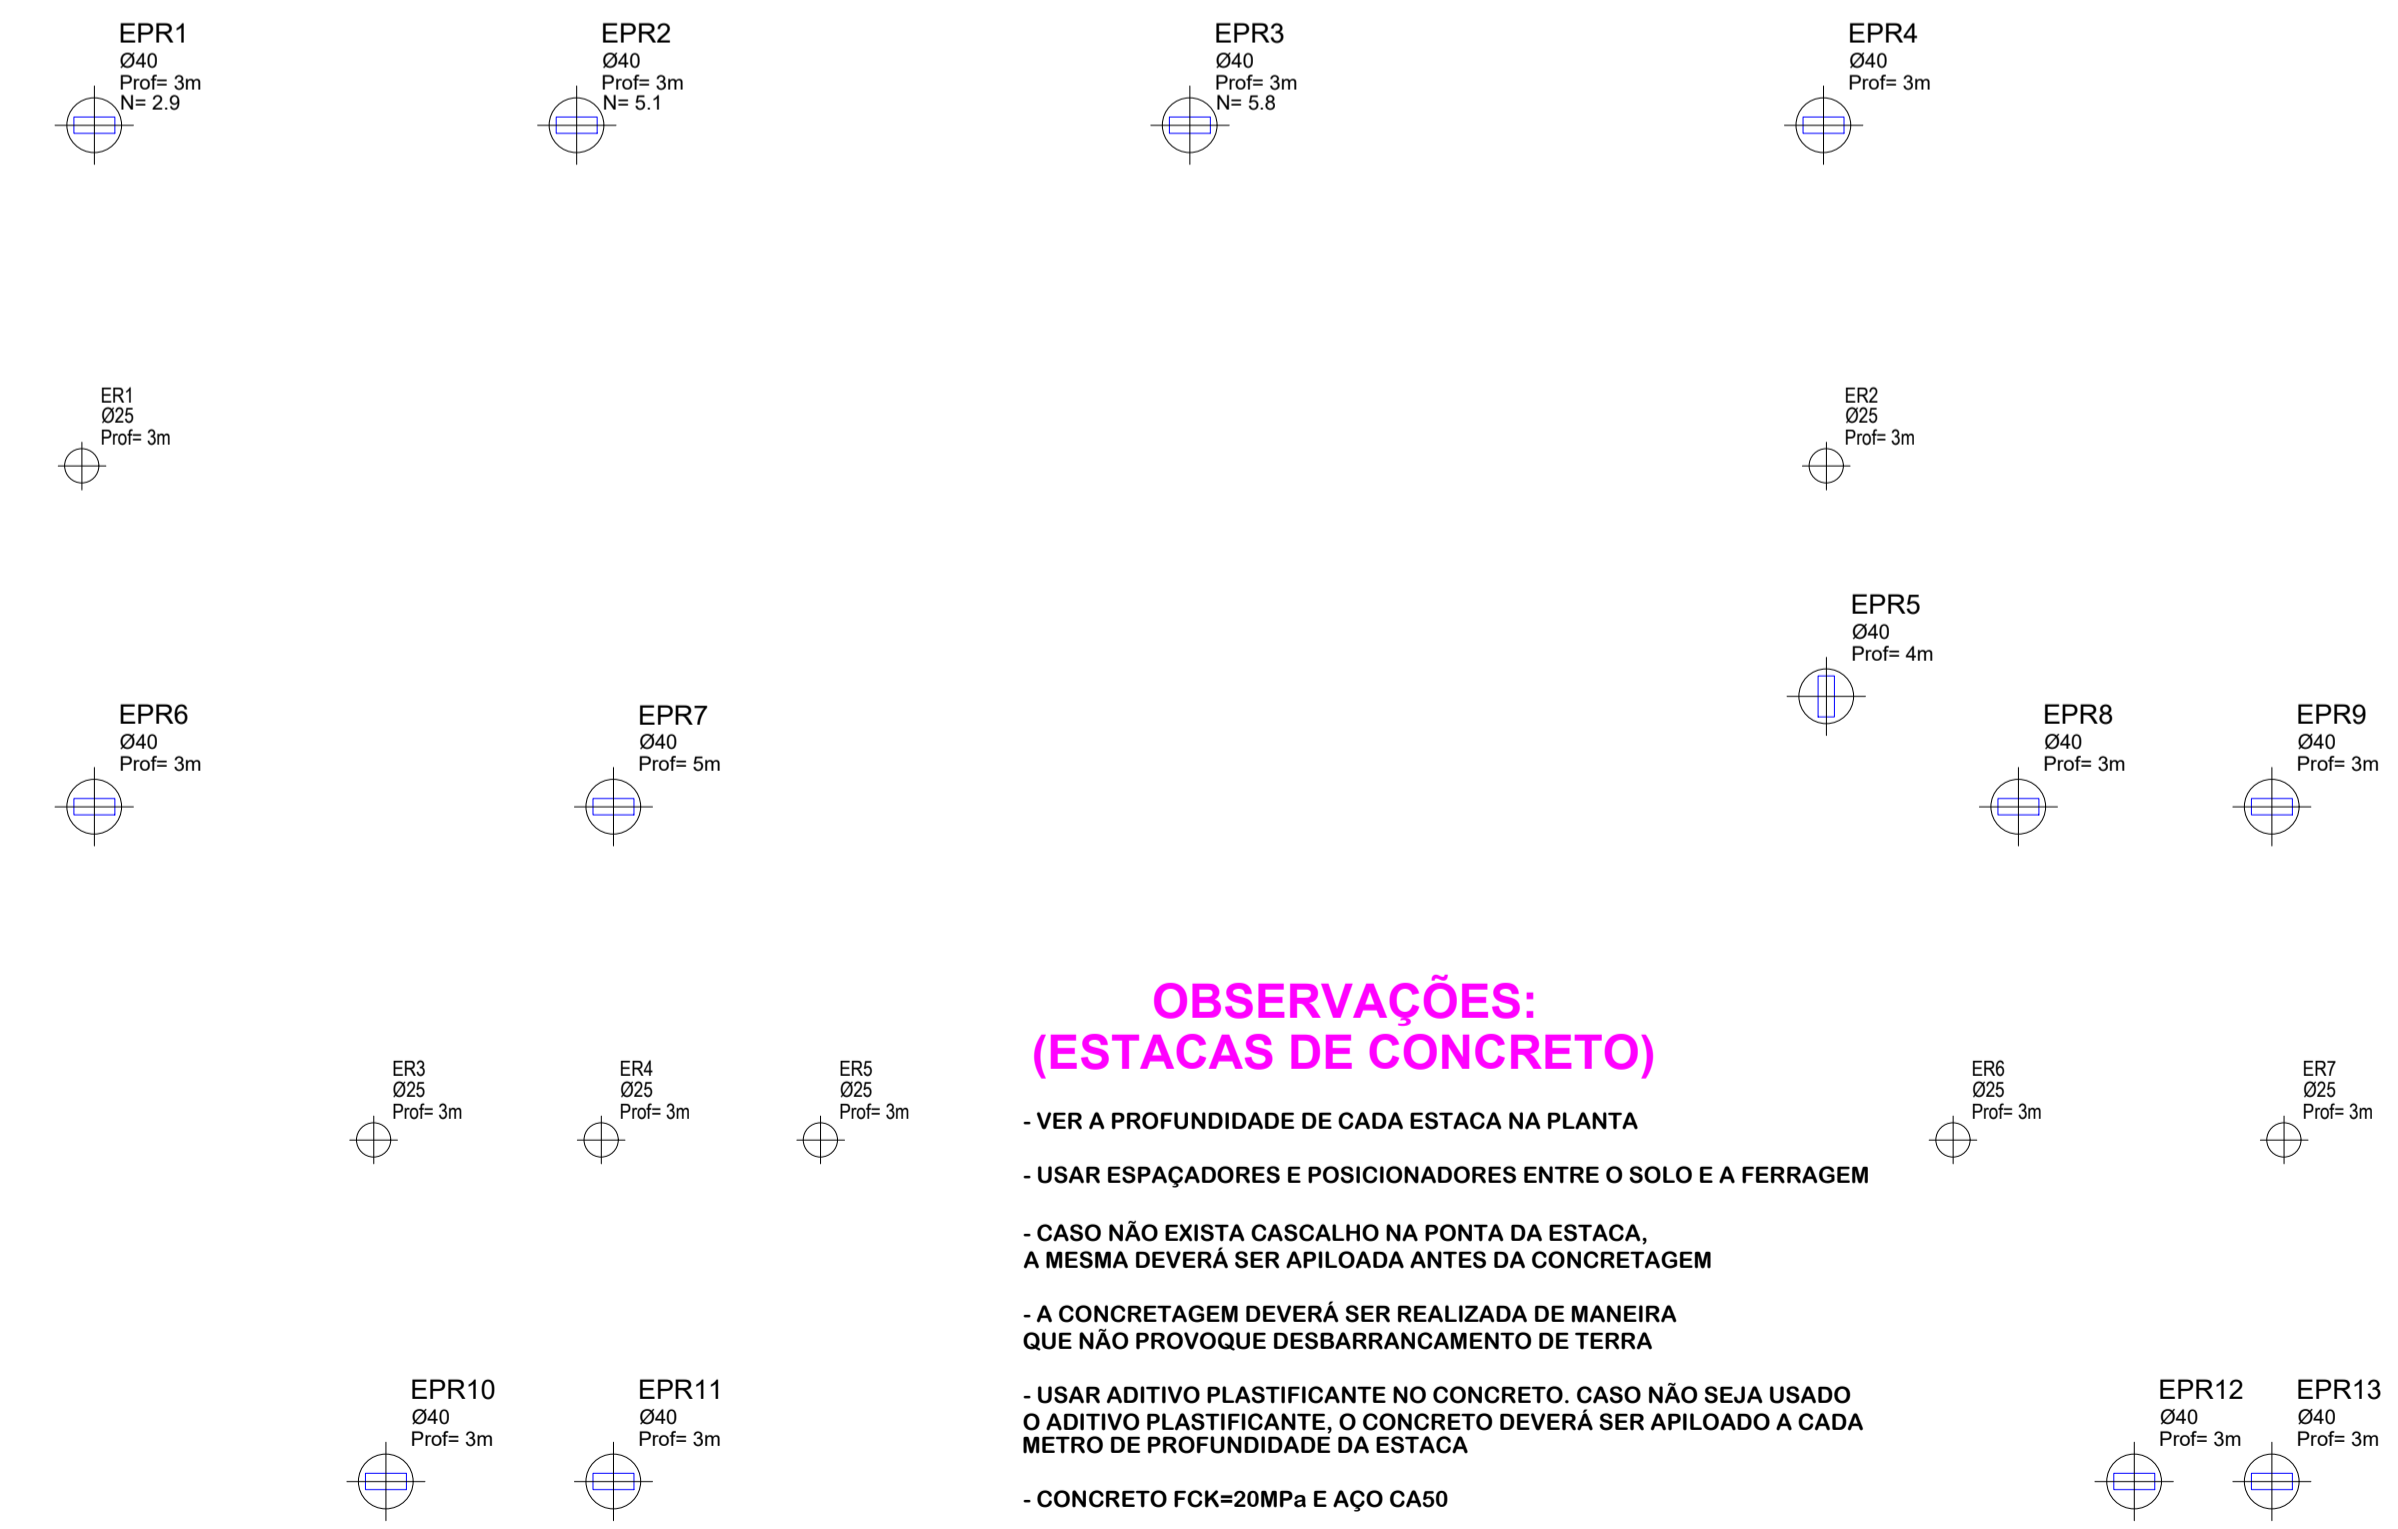 EPR1
Ø40
Prof= 3m
N= 2.9
EPR2
Ø40
Prof= 3m
N= 5.1
EPR3
Ø40
Prof= 3m
N= 5.8
EPR4
Ø40
Prof= 3m
ER1
Ø25
Prof= 3m
ER2
Ø25
Prof= 3m
EPR5
Ø40
Prof= 4m
EPR6
Ø40
Prof= 3m
EPR7
Ø40
Prof= 5m
EPR8
Ø40
Prof= 3m
EPR9
Ø40
Prof= 3m
OBSERVAÇÕES:
(ESTACAS DE CONCRETO)
ER3
Ø25
Prof= 3m
ER4
Ø25
Prof= 3m
ER5
Ø25
Prof= 3m
ER6
Ø25
Prof= 3m
ER7
Ø25
Prof= 3m
- VER A PROFUNDIDADE DE CADA ESTACA NA PLANTA
- USAR ESPAÇADORES E POSICIONADORES ENTRE O SOLO E A FERRAGEM
- CASO NÃO EXISTA CASCALHO NA PONTA DA ESTACA,
A MESMA DEVERÁ SER APILOADA ANTES DA CONCRETAGEM
- A CONCRETAGEM DEVERÁ SER REALIZADA DE MANEIRA
QUE NÃO PROVOQUE DESBARRANCAMENTO DE TERRA
- USAR ADITIVO PLASTIFICANTE NO CONCRETO. CASO NÃO SEJA USADO
O ADITIVO PLASTIFICANTE, O CONCRETO DEVERÁ SER APILOADO A CADA
METRO DE PROFUNDIDADE DA ESTACA
- CONCRETO FCK=20MPa E AÇO CA50
EPR10
Ø40
Prof= 3m
EPR11
Ø40
Prof= 3m
EPR12
Ø40
Prof= 3m
EPR13
Ø40
Prof= 3m